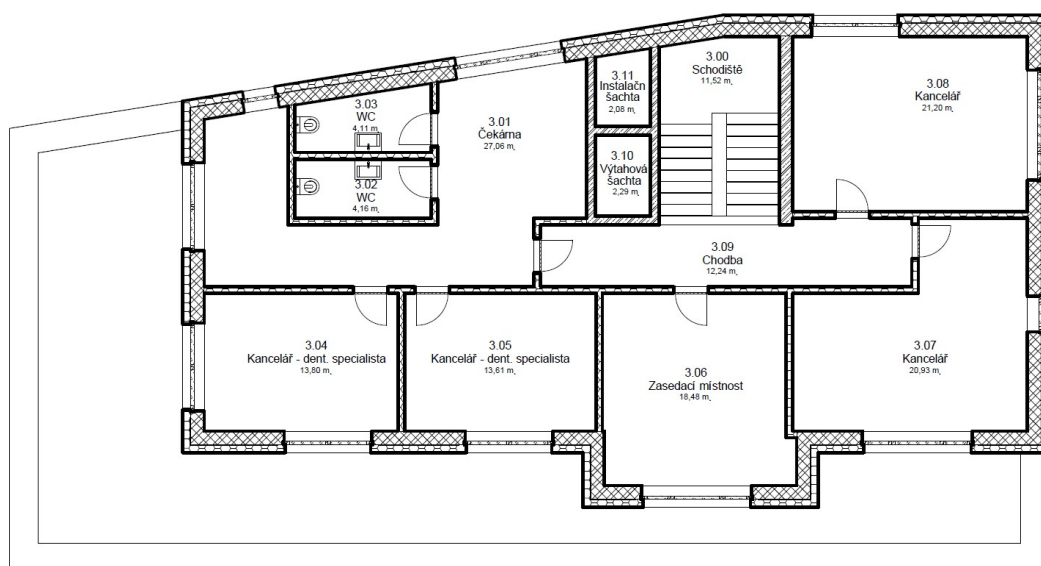 3.00
Schodiště
11,52 m,
3.11
Instalačn
šachta
2,08 m,
3.08
Kancelář
21,20 m,
3.03
WC
4,11 m,
3.01
Čekárna
27,06 m,
3.10
Výtahová
šachta
2,29 m,
3.02
WC
4,16 m,
3.09
Chodba
12,24 m,
3.04
Kancelář - dent. specialista
13,80 m,
3.05
Kancelář - dent. specialista
13,61 m,
3.06
Zasedací místnost
18,48 m,
3.07
Kancelář
20,93 m,